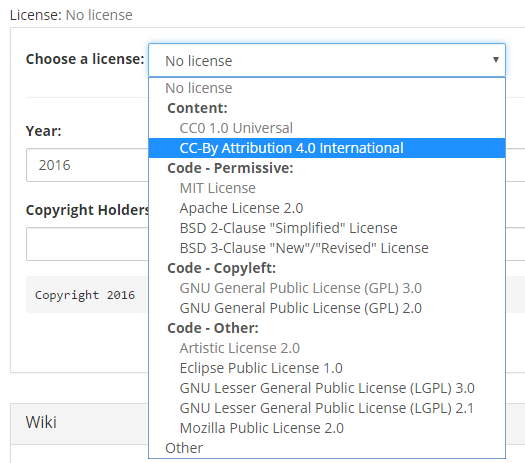 License: No license
Choose a license: No license
No license
Content:
CC0 1.0 Universal
CC-By Attribution 4.0 International
Year:
Code - Permissive:
2016
MIT License
Apache License 2.0
Copyright Holders
BSD 2-Clause "Simplified" License
BSD 3-Clause "New"/"Revised" License
Code - Copyleft:
GNU General Public License (GPL) 3.0
Copyright 2016
GNU General Public License (GPL) 2.0
Code - Other:
Artistic License 2.0
Eclipse Public License 1.0
GNU Lesser General Public License (LGPL) 3.0
GNU Lesser General Public License (LGPL) 2.1
Wiki
Mozilla Public License 2.0
Other